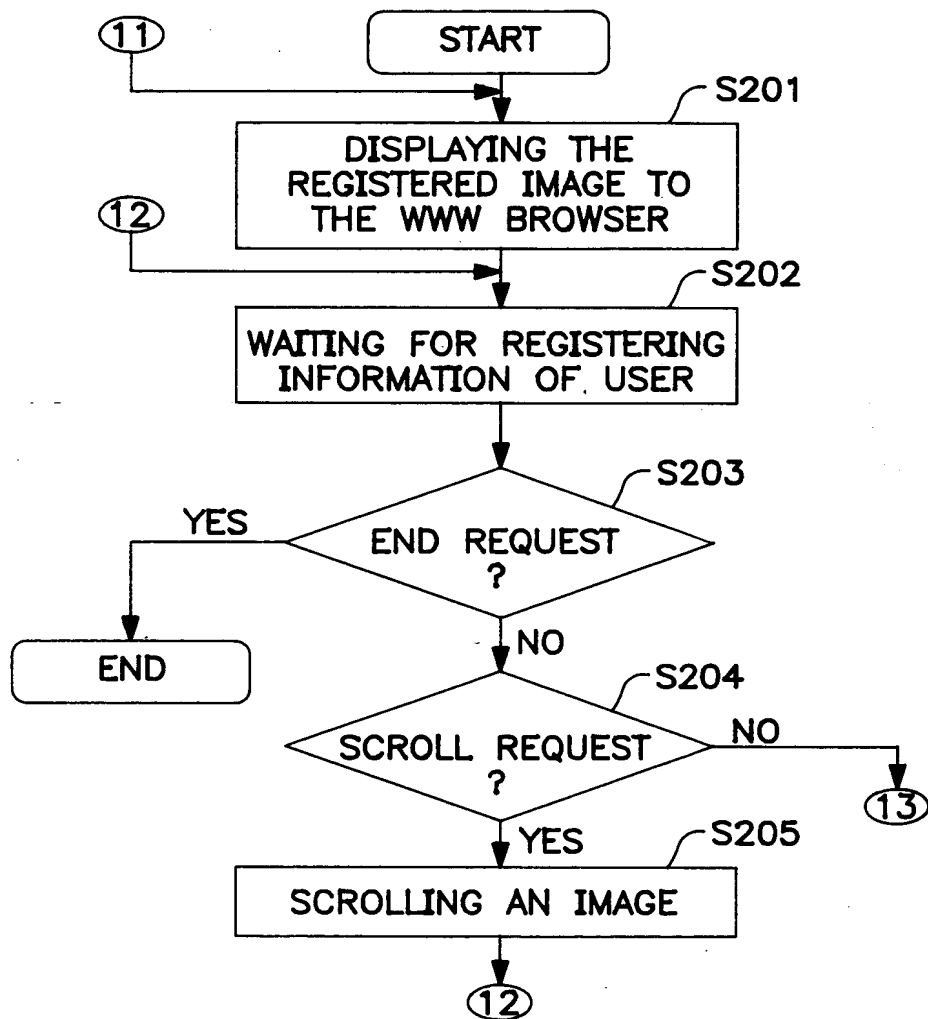 11
START
S201
DISPLAYING THE
REGISTERED IMAGE TO
THE WWW BROWSER
12
S202
WAITING FOR REGISTERING
INFORMATION OF USER
S203
YES
END REQUEST
?
NO
END
S204
SCROLL REQUEST
?
NO
13
YES
S205
SCROLLING AN IMAGE
12